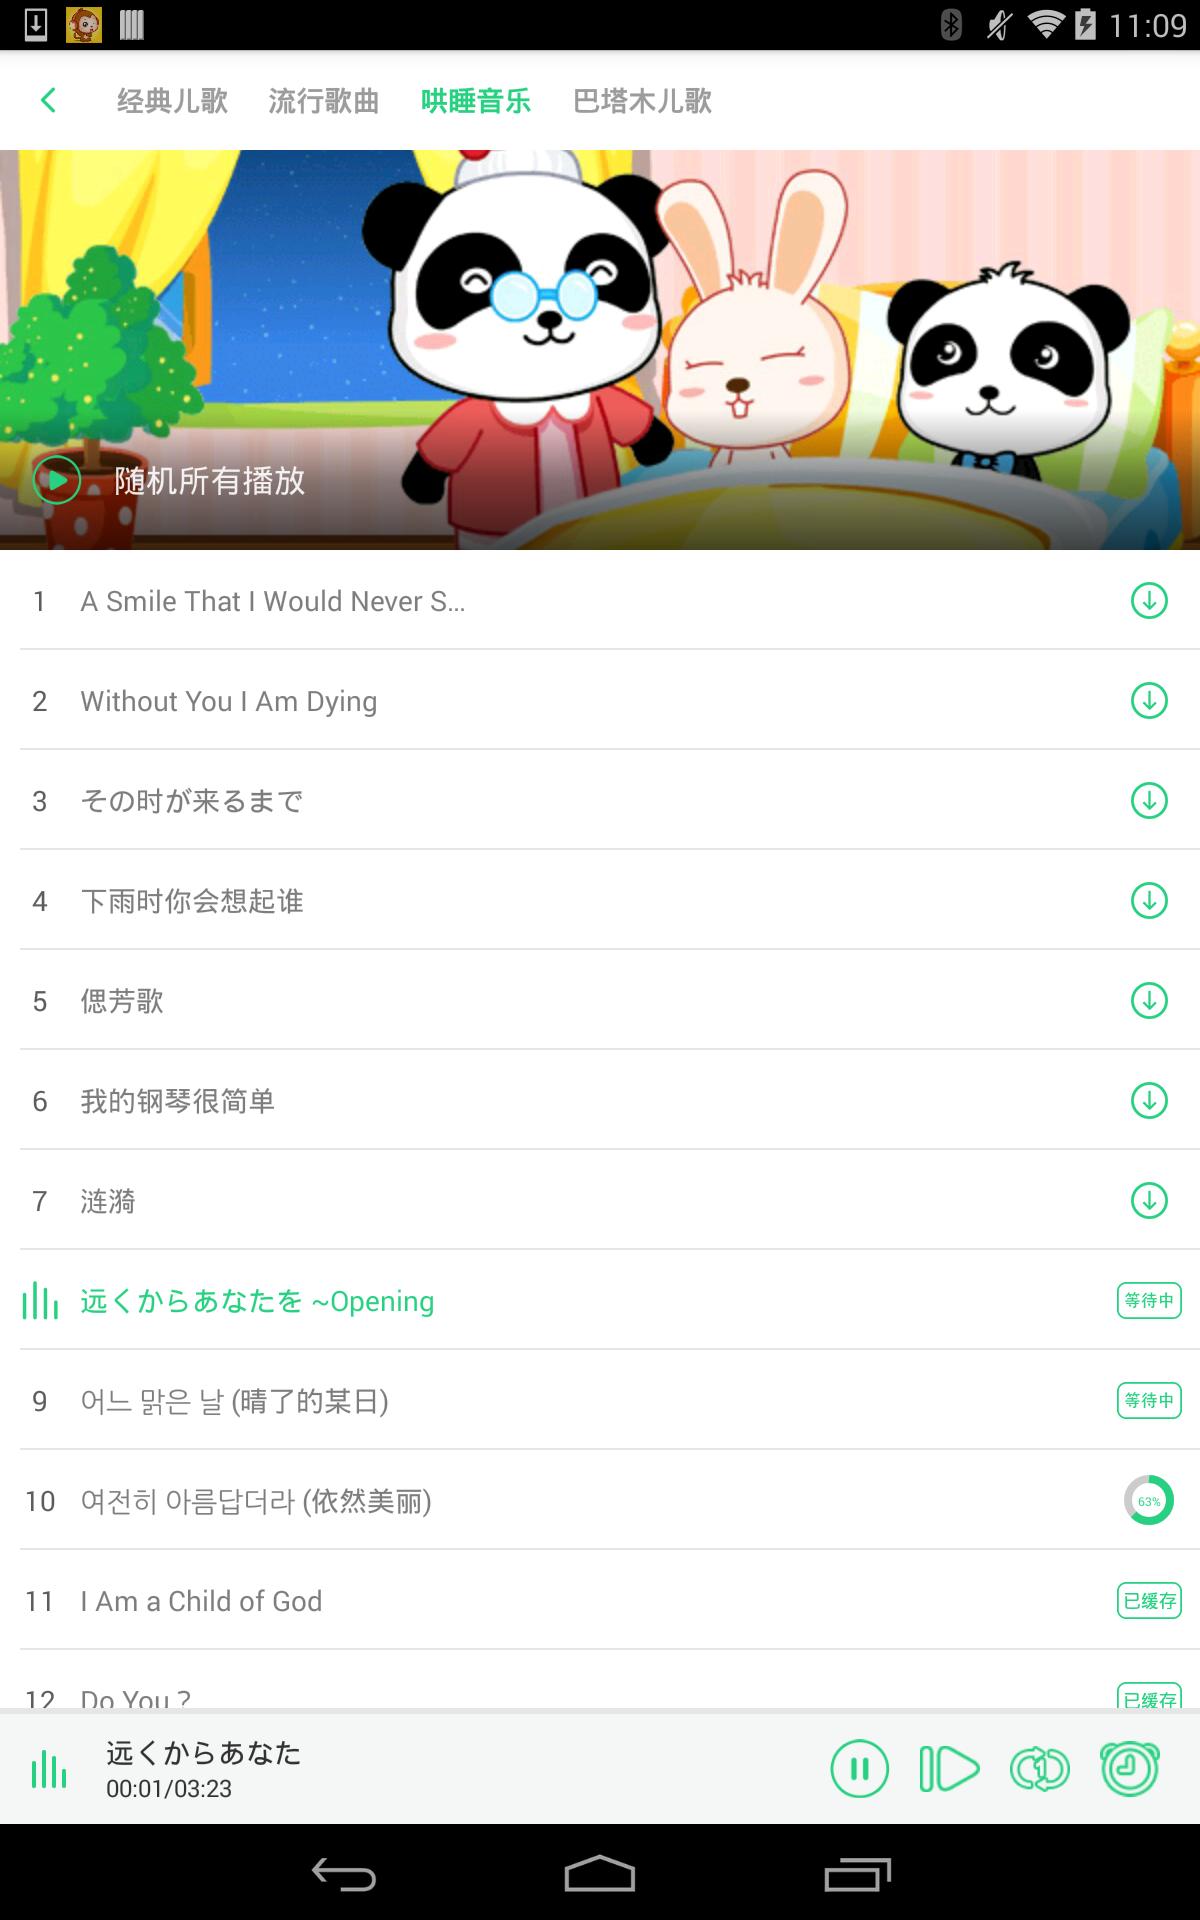 11:09
经典儿歌 流行歌曲 哄睡音乐 巴塔木儿歌
随机所有播放
1 A Smile That I Would Never S...
2 Without You I Am Dying
3 その时が来るまで
4 下雨时你会想起谁
5 偲芳歌
6 我的钢琴很简单
7 涟漪
远くからあなたを ~Opening 等待中
9 어느 맑은 날 (晴了的某日) 等待中
10 여전히 아름답더라 (依然美丽) 63%
11 I Am a Child of God 已缓存
12 Do You ? 已缓存
远くからあなた
00:01/03:23
1